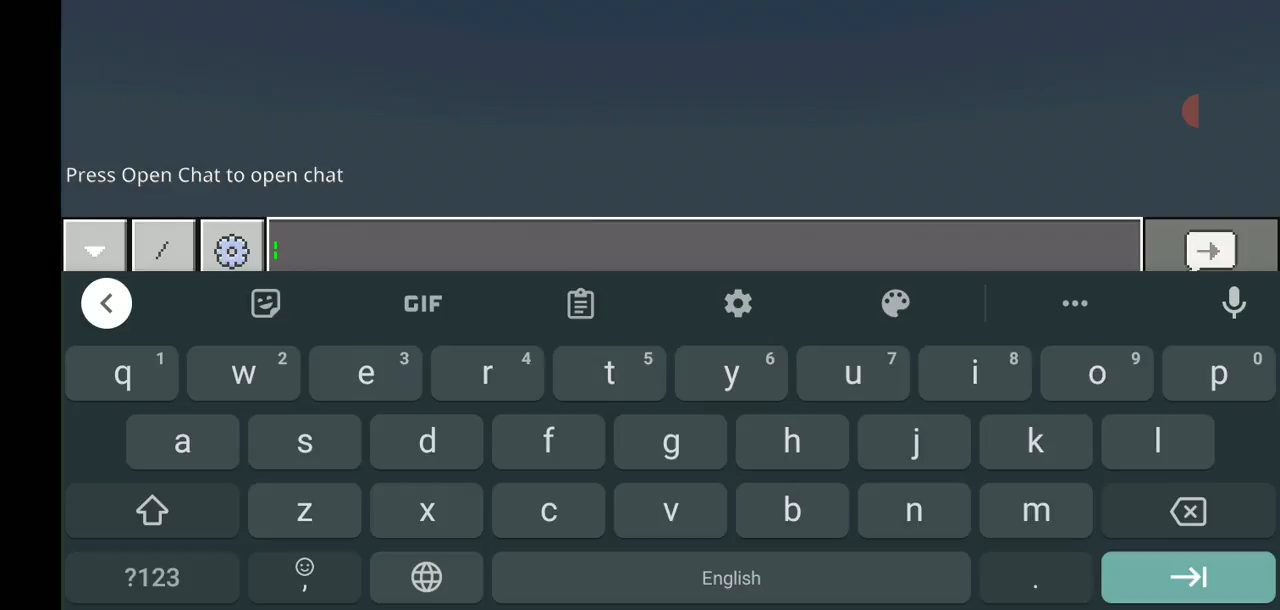 Press Open Chat to open chat
/
GIF
q 1 w 2 e 3 r 4 t 5 y 6 u 7 i 8 o 9 p 0
a s d f g h j k l
z x c v b n m
?123 , English .